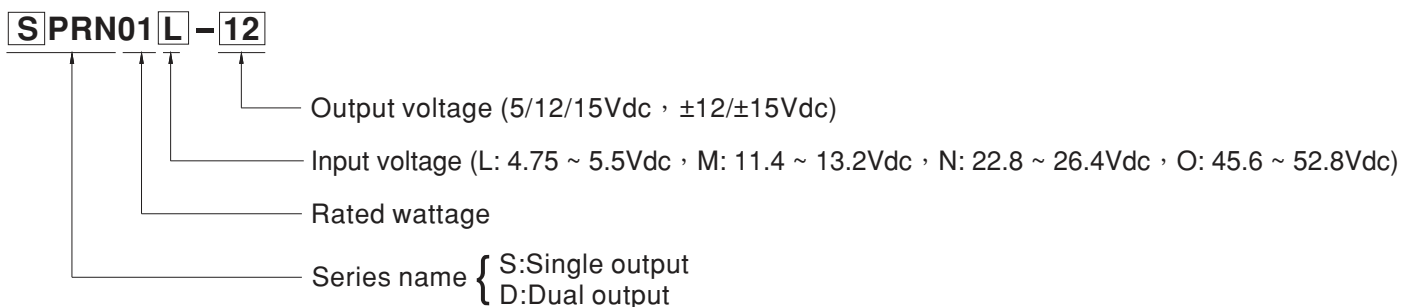 SPRN01L-12
Output voltage (5/12/15Vdc，±12/±15Vdc)
Input voltage (L: 4.75 ~ 5.5Vdc，M: 11.4 ~ 13.2Vdc，N: 22.8 ~ 26.4Vdc，O: 45.6 ~ 52.8Vdc)
Rated wattage
Series name { S:Single output
D:Dual output